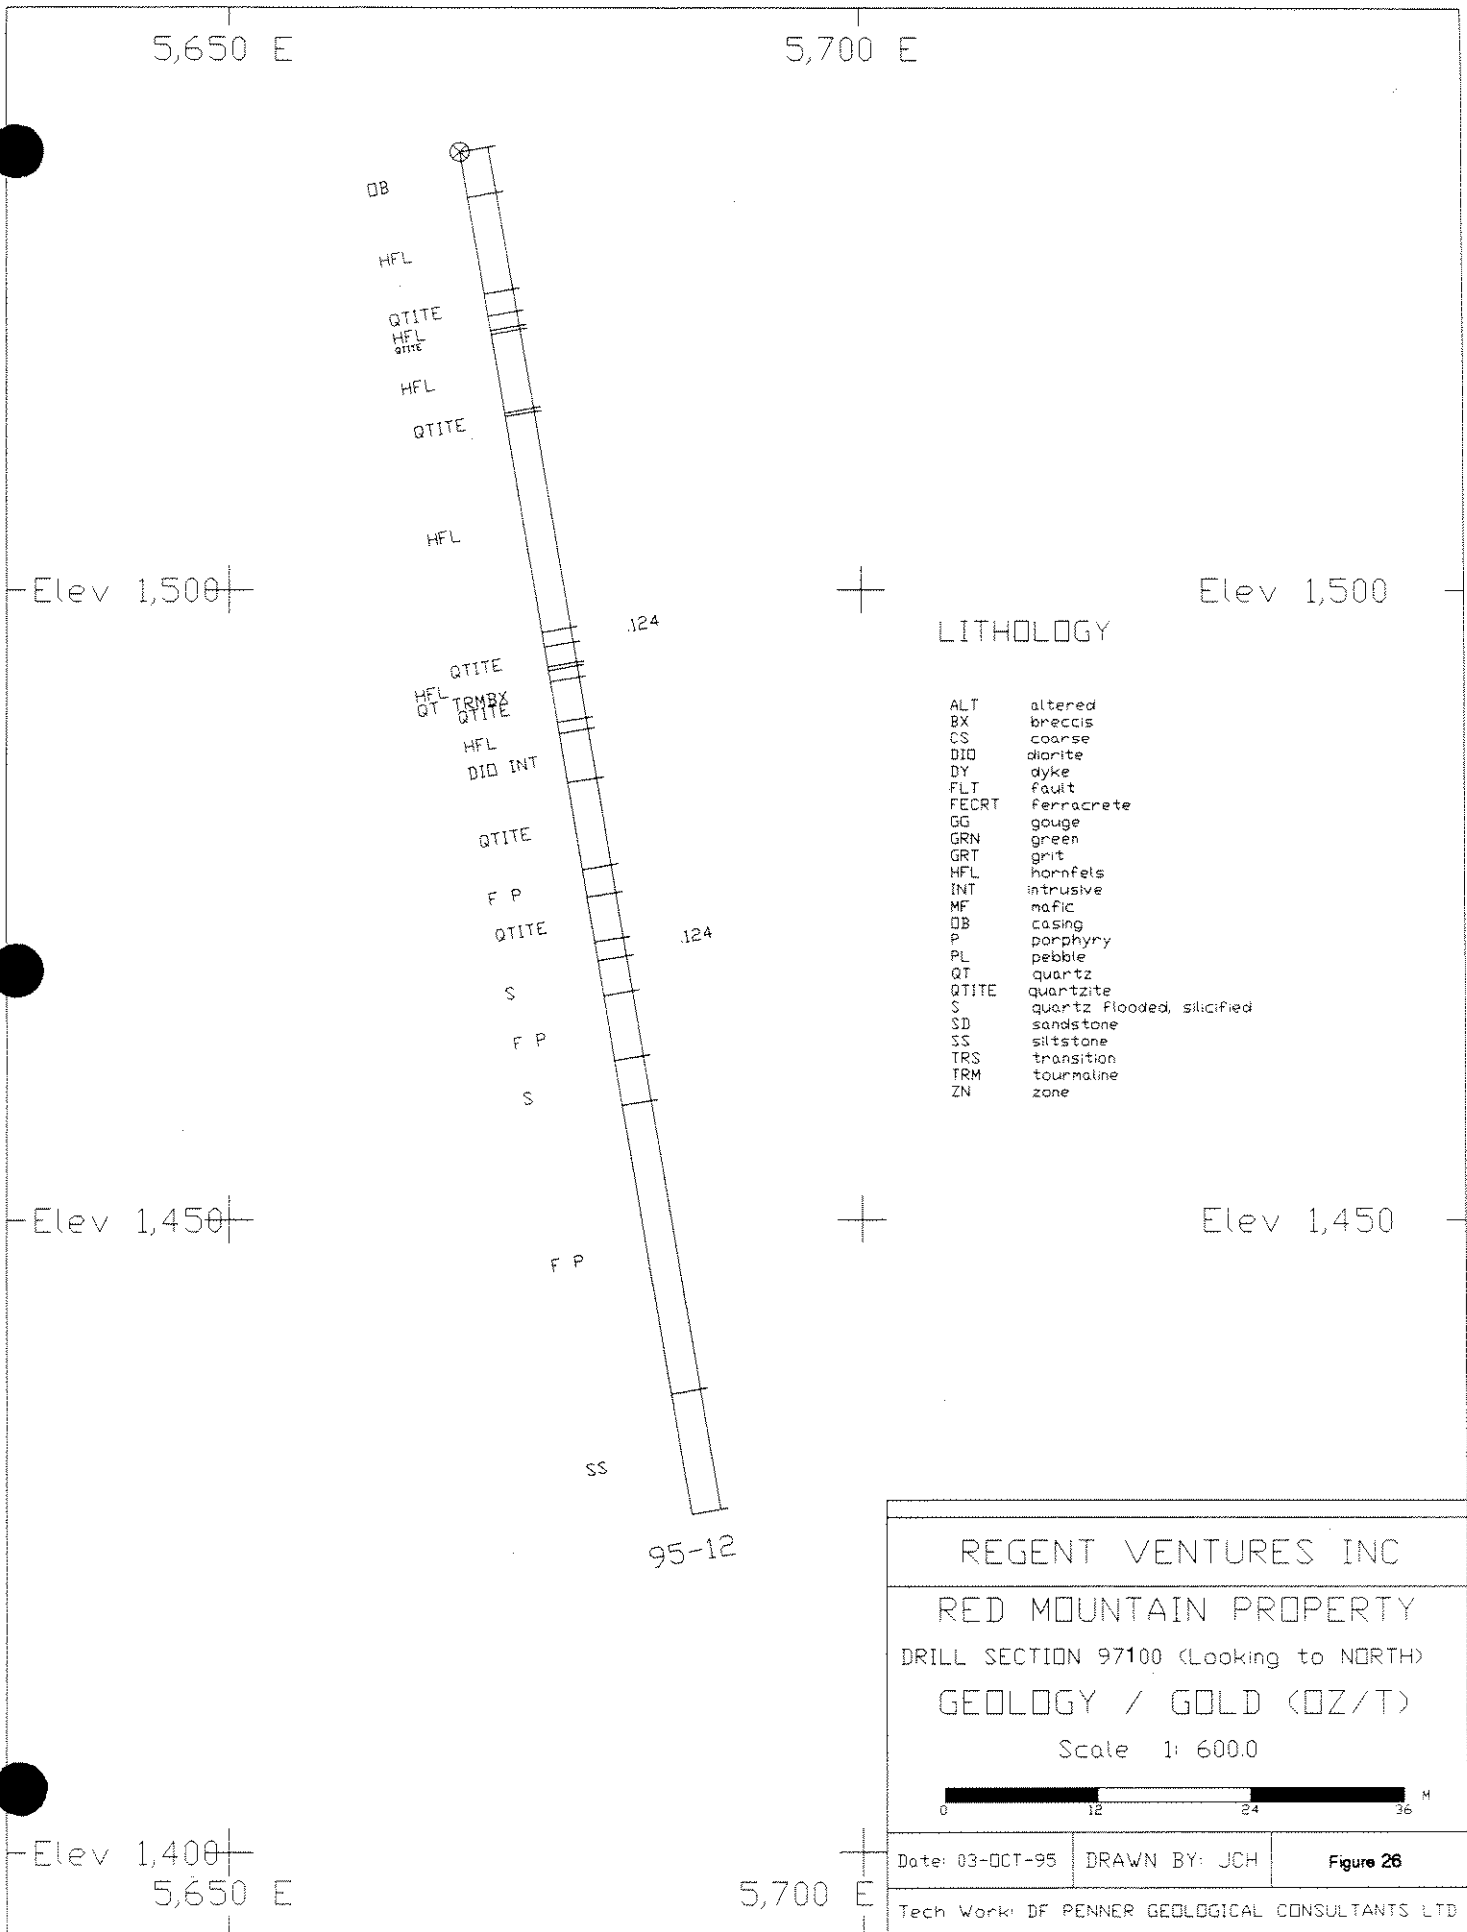 5,650 E
5,700 E
OB
HFL
QTITE
HFL
QTITE
HFL
QTITE
HFL
Elev 1,500
Elev 1,500
.124
QTITE
HFL
QT TRMBX
QTITE
HFL
DIO INT
QTITE
F P
QTITE
.124
S
F P
S
Elev 1,450
Elev 1,450
F P
SS
95-12
LITHOLOGY
ALT altered
BX breccis
CS coarse
DIO diorite
DY dyke
FLT fault
FECRT ferracrete
GG gouge
GRN green
GRT grit
HFL hornfels
INT intrusive
MF mafic
OB casing
P porphyry
PL pebble
QT quartz
QTITE quartzite
S quartz flooded, silicified
SD sandstone
SS siltstone
TRS transition
TRM tourmaline
ZN zone
REGENT VENTURES INC
RED MOUNTAIN PROPERTY
DRILL SECTION 97100 (Looking to NORTH)
GEOLOGY / GOLD (OZ/T)
Scale 1: 600.0
0 12 24 36 M
Date: 03-OCT-95 DRAWN BY: JCH Figure 26
Tech Work: DF PENNER GEOLOGICAL CONSULTANTS LTD
Elev 1,400
5,650 E
5,700 E